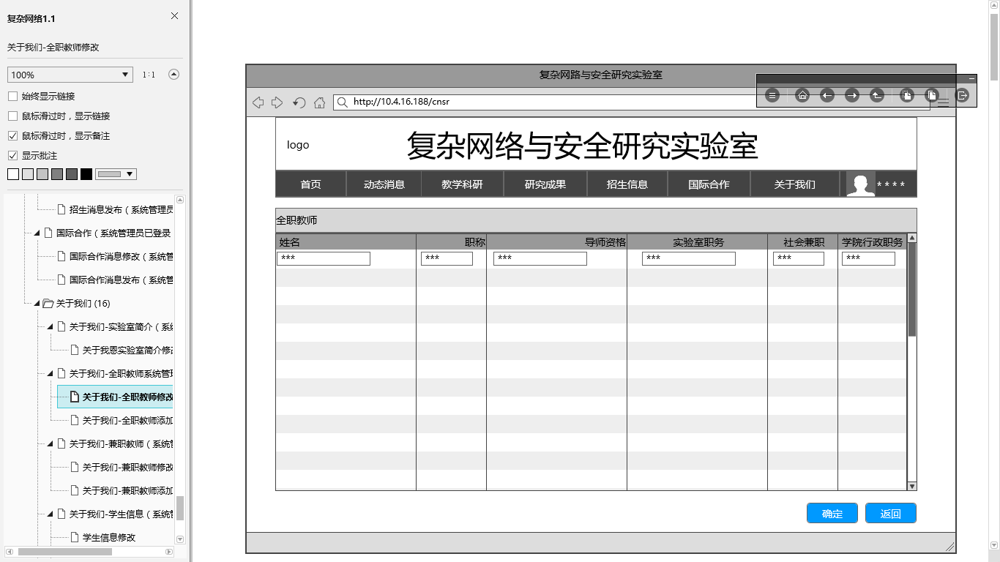 复杂网络1.1
关于我们-全职教师修改
100%
1:1
始终显示链接
鼠标滑过时，显示链接
鼠标滑过时，显示备注
显示批注
招生消息发布（系统管理员
国际合作（系统管理员已登录
国际合作消息修改（系统管
国际合作消息发布（系统管
关于我们 (16)
关于我们-实验室简介（系统
关于我恩实验室简介修改
关于我们-全职教师系统管理
关于我们-全职教师修改
关于我们-全职教师添加
关于我们-兼职教师（系统管
关于我们-兼职教师修改
关于我们-兼职教师添加
关于我们-学生信息（系统管
学生信息修改
复杂网路与安全研究实验室
http://10.4.16.188/cnsr
logo
复杂网络与安全研究实验室
首页 动态消息 教学科研 研究成果 招生信息 国际合作 关于我们 ****
全职教师
姓名 职称 导师资格 实验室职务 社会兼职 学院行政职务
*** *** *** *** *** ***
确定 返回